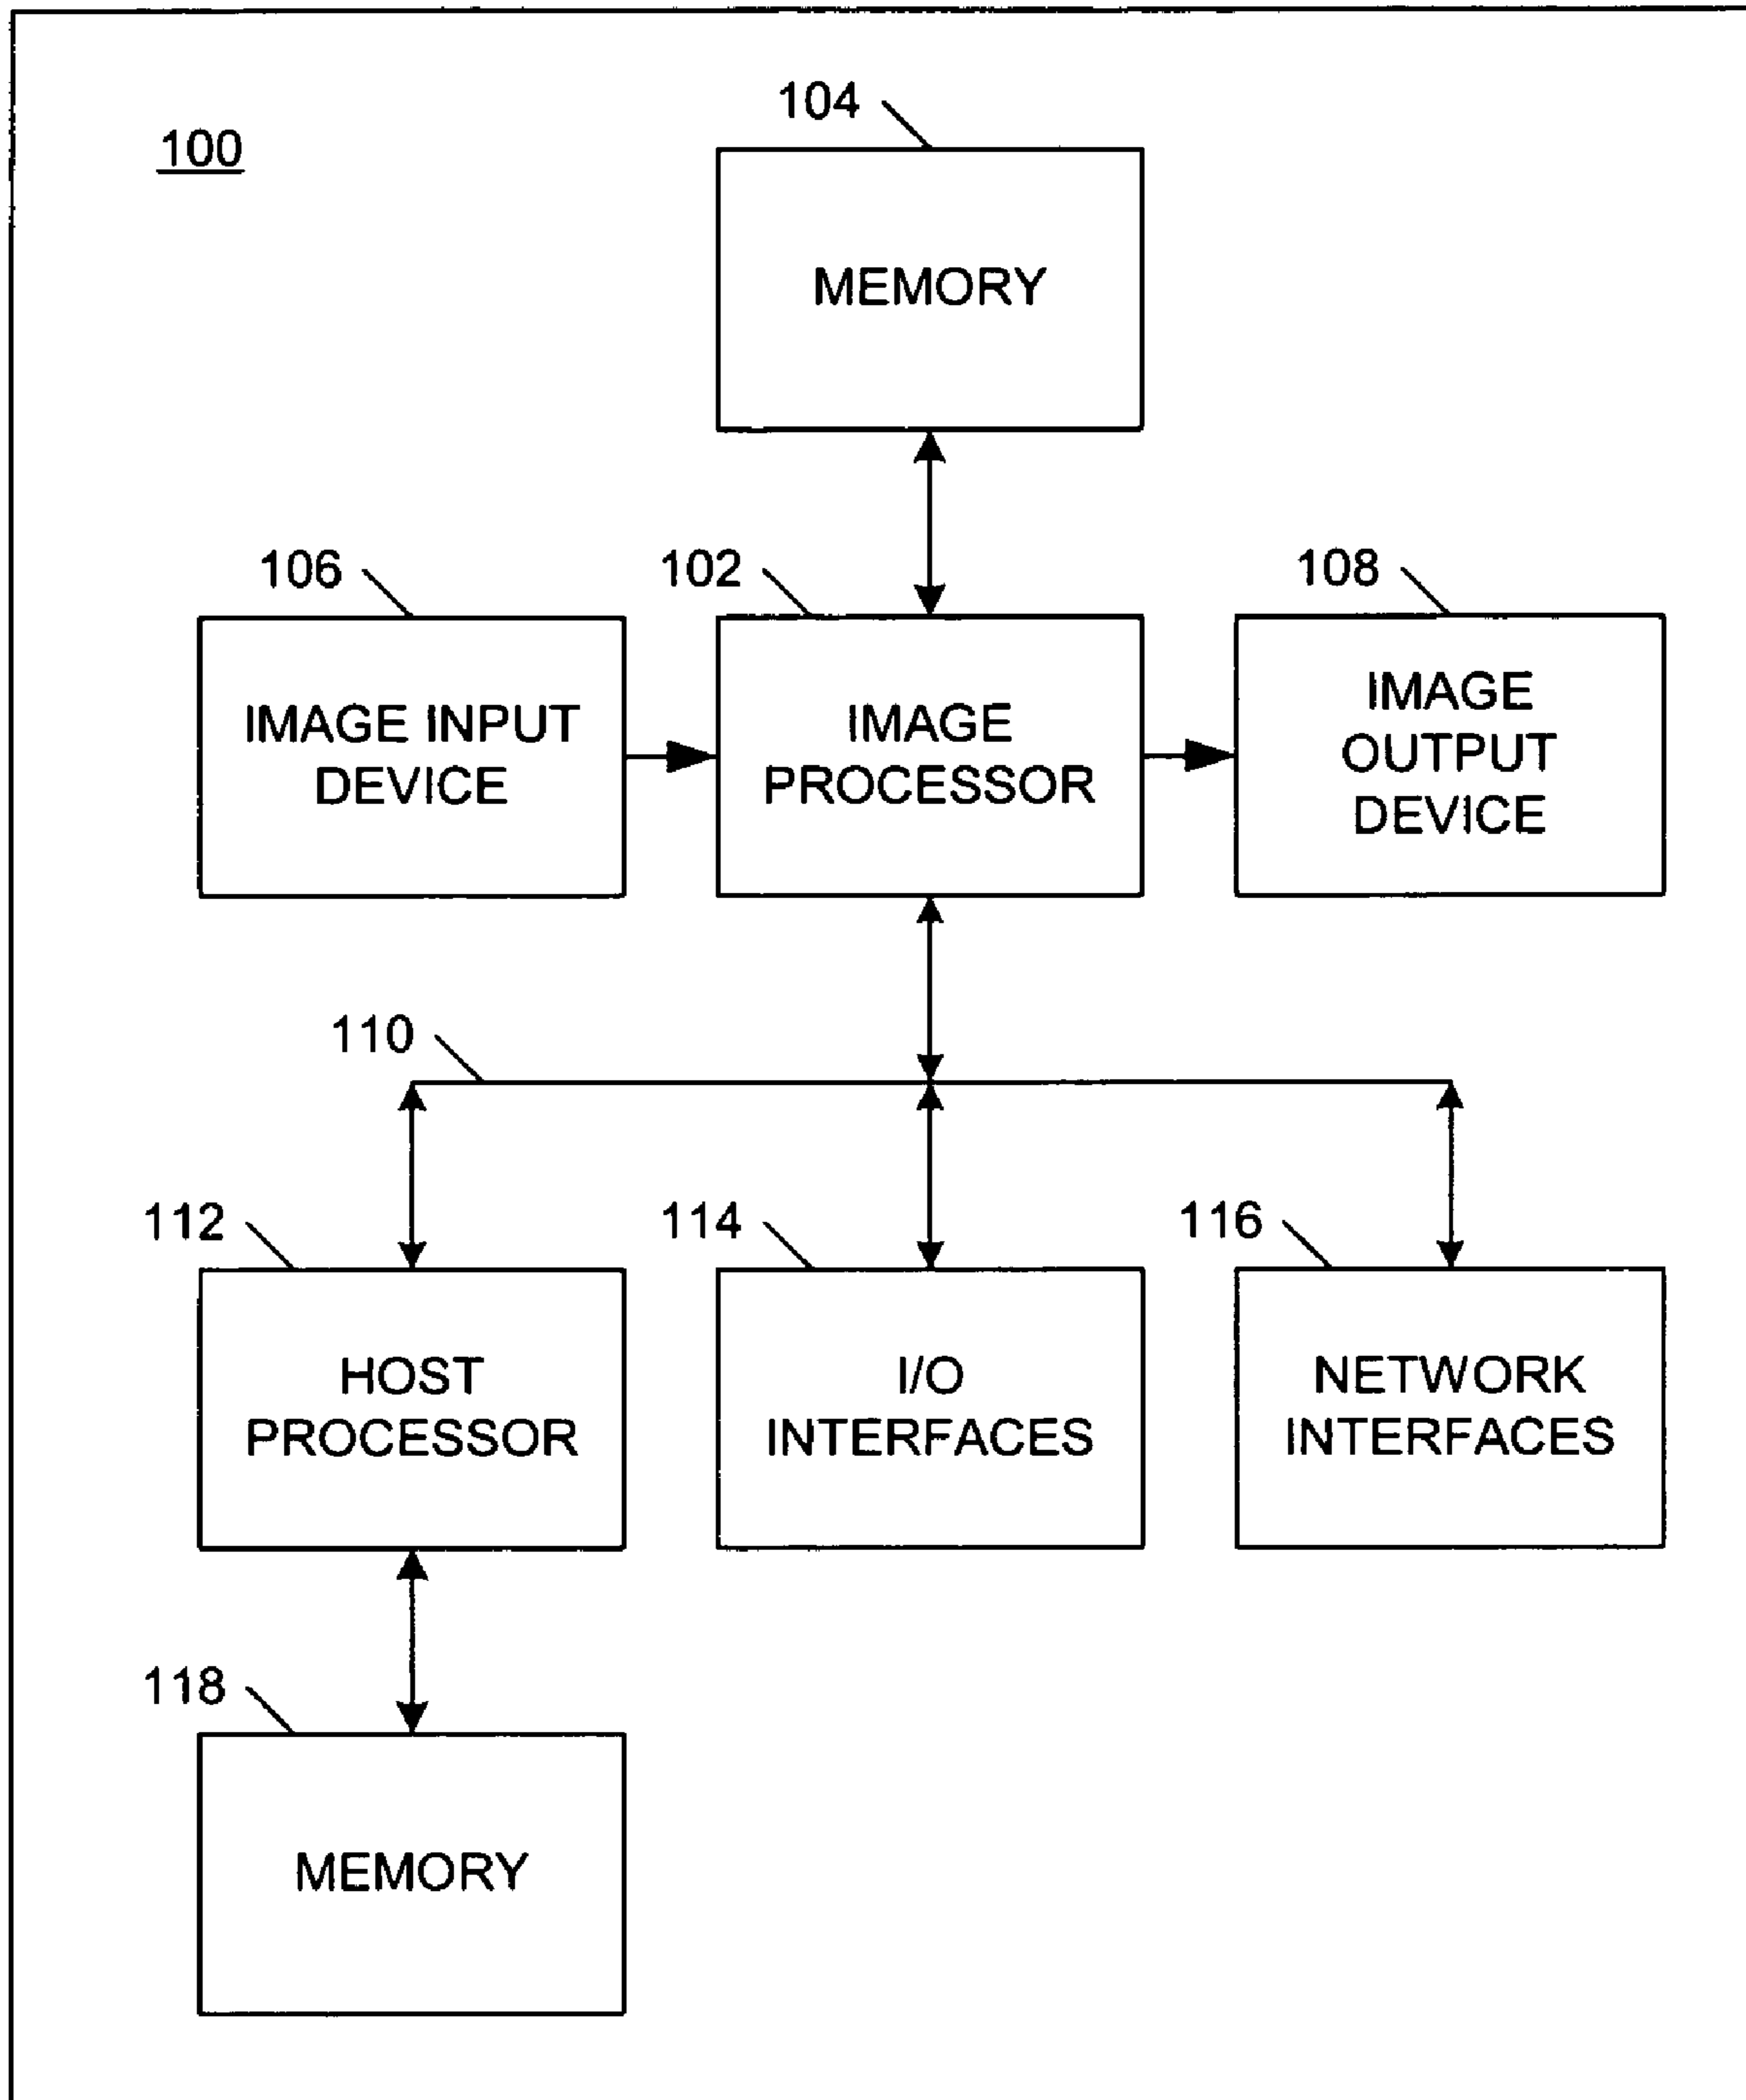 104
100
MEMORY
106
102
108
IMAGE INPUT
DEVICE
IMAGE
PROCESSOR
IMAGE
OUTPUT
DEVICE
110
112
114
116
HOST
PROCESSOR
I/O
INTERFACES
NETWORK
INTERFACES
118
MEMORY